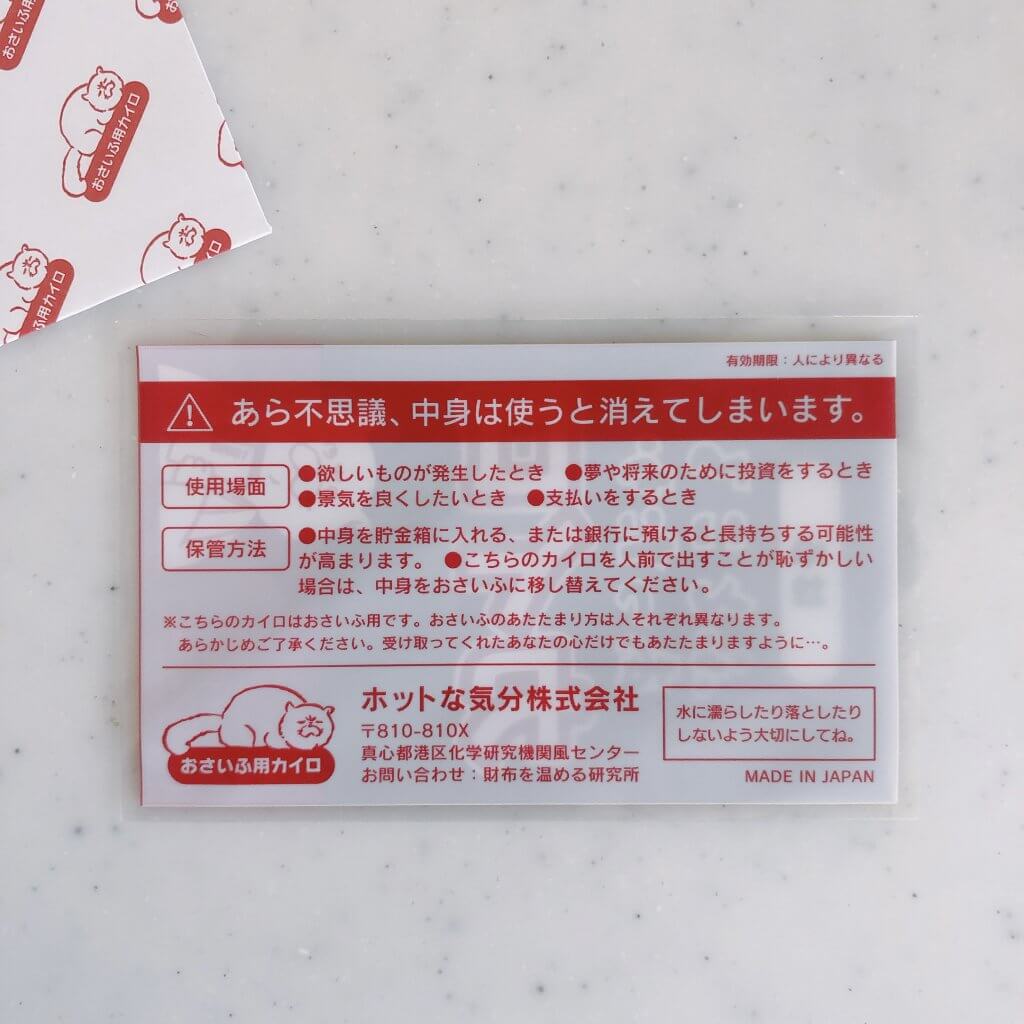 おさいふ用カイロ
おさいふ用カイロ
おさいふ用カイロ
有効期限：人により異なる
あら不思議、中身は使うと消えてしまいます。
使用場面
●欲しいものが発生したとき ●夢や将来のために投資をするとき
●景気を良くしたいとき ●支払いをするとき
保管方法
●中身を貯金箱に入れる、または銀行に預けると長持ちする可能性
が高まります。 ●こちらのカイロを人前で出すことが恥ずかしい
場合は、中身をおさいふに移し替えてください。
※こちらのカイロはおさいふ用です。おさいふのあたたまり方は人それぞれ異なります。
あらかじめご了承ください。受け取ってくれたあなたの心だけでもあたたまりますように…。
おさいふ用カイロ
ホットな気分株式会社
〒810-810X
真心都港区化学研究機関風センター
お問い合わせ：財布を温める研究所
水に濡らしたり落としたり
しないよう大切にしてね。
MADE IN JAPAN